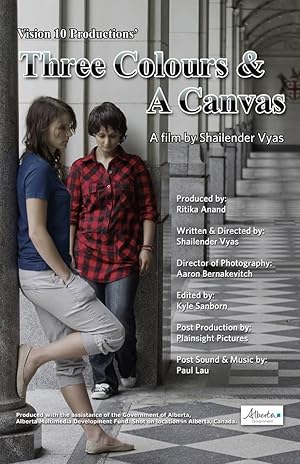 Vision 10 Productions'
Three Colours &
A Canvas
A film by Shailender Vyas
Produced by:
Ritika Anand
Written & Directed by:
Shailender Vyas
Director of Photography:
Aaron Bernakevitch
Edited by:
Kyle Sanborn
Post Production by:
Plainsight Pictures
Post Sound & Music by:
Paul Lau
Produced with the assistance of the Government of Alberta,
Alberta Multimedia Development Fund. Shot on location in Alberta, Canada.
Alberta
Government